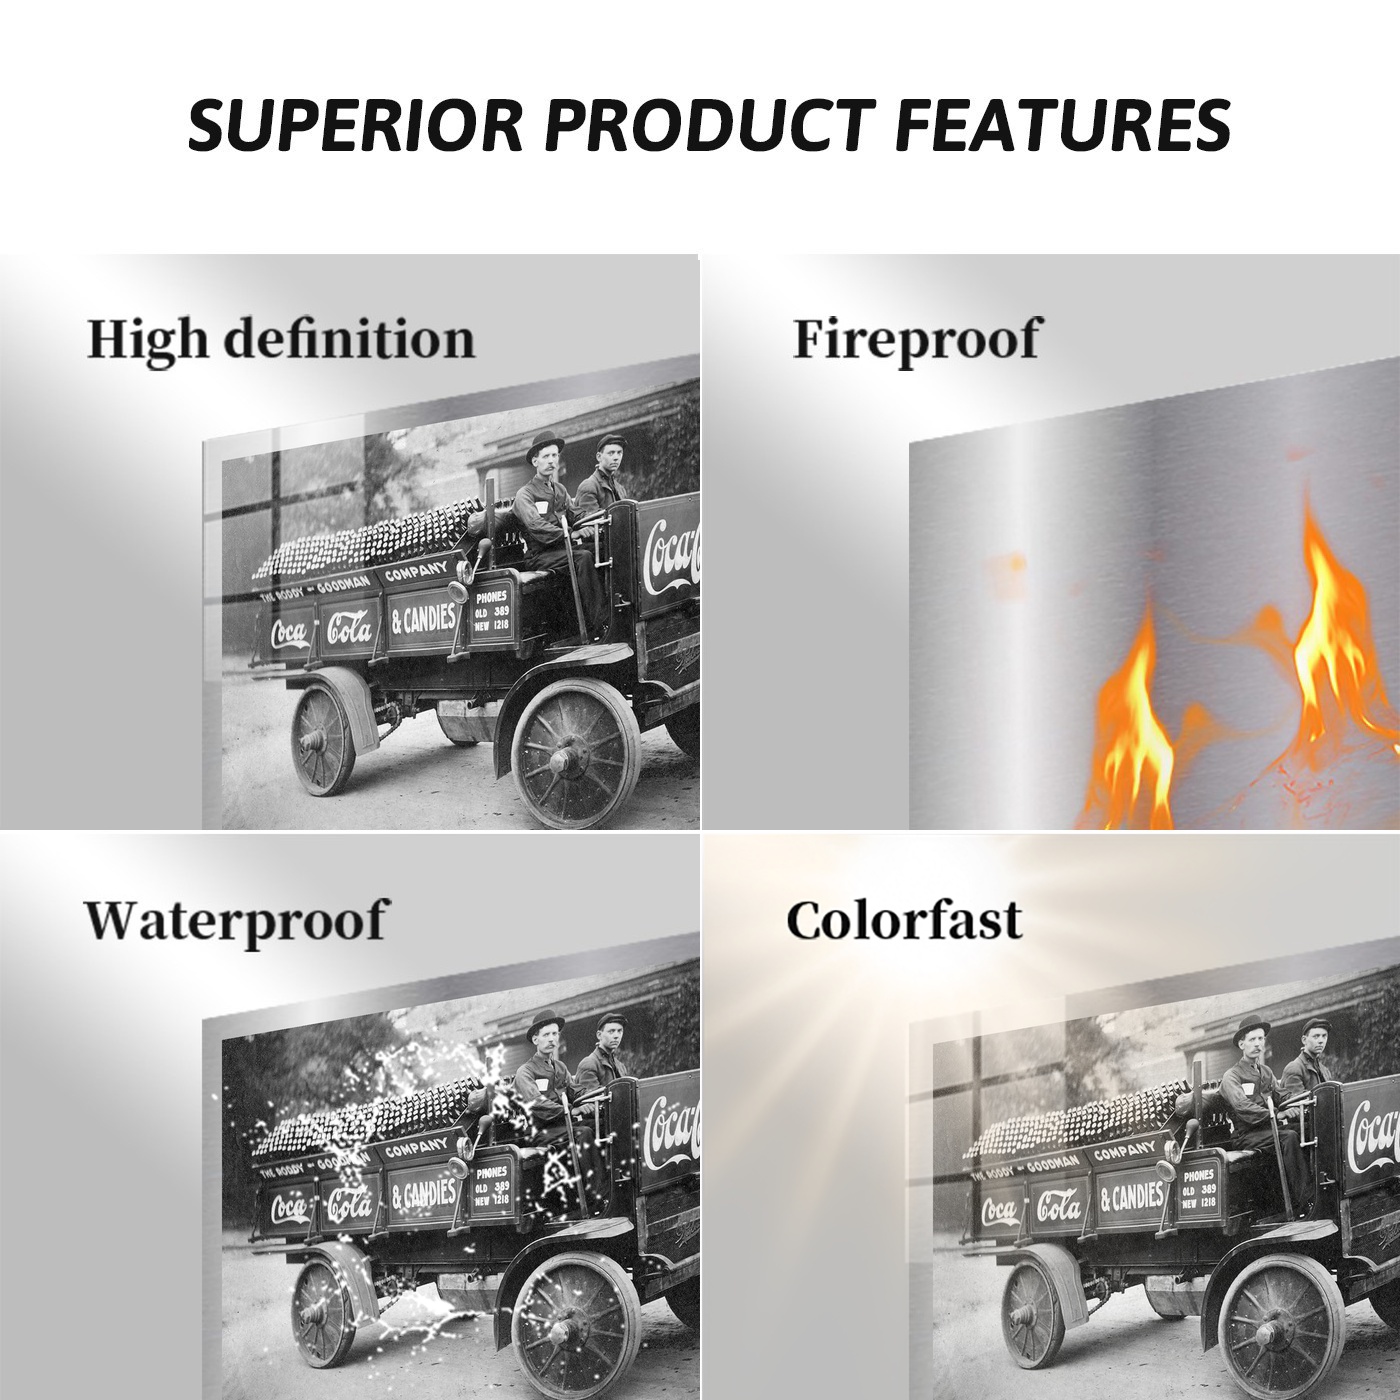 SUPERIOR PRODUCT FEATURES
High definition
THE RODDY - GOODMAN COMPANY
Coca Cola & CANDIES
PHONES
OLD 389
NEW 1218
Coca
Fireproof
Waterproof
THE RODDY - GOODMAN COMPANY
Coca Cola & CANDIES
PHONES
OLD 389
NEW 1218
Coca
Colorfast
THE RODDY - GOODMAN COMPANY
Coca Cola & CANDIES
PHONES
OLD 389
NEW 1218
Coca